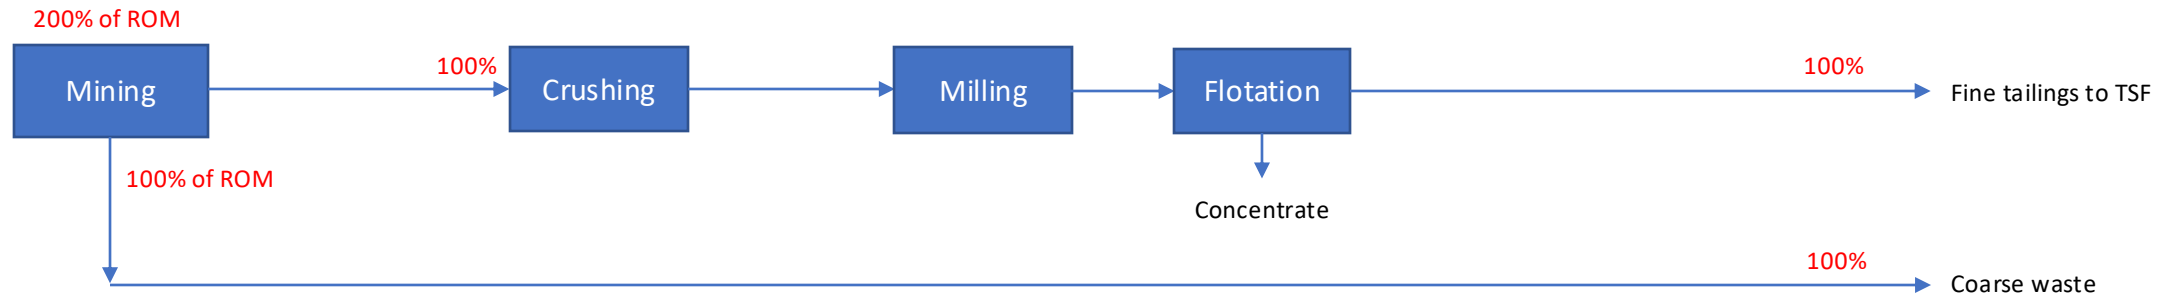 200% of ROM
Mining
100%
Crushing
Milling
Flotation
100%
Fine tailings to TSF
100% of ROM
Concentrate
100%
Coarse waste